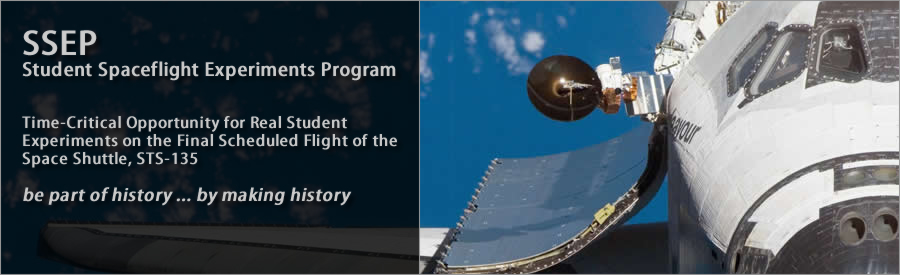 SSEP
Student Spaceflight Experiments Program
Time-Critical Opportunity for Real Student
Experiments on the Final Scheduled Flight of the
Space Shuttle, STS-135
be part of history ... by making history